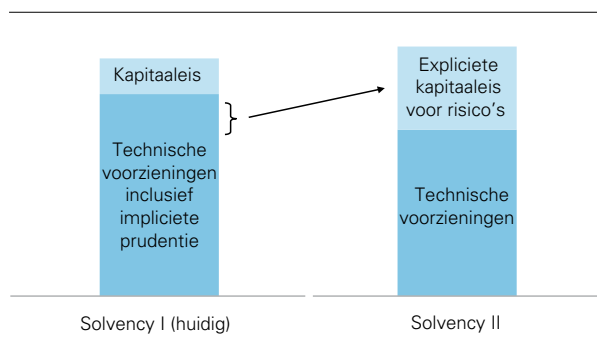 Kapitaaleis
Technische
voorzieningen
inclusief
impliciete
prudentie
Solvency I (huidig)
Expliciete
kapitaaleis
voor risico's
Technische
voorzieningen
Solvency II